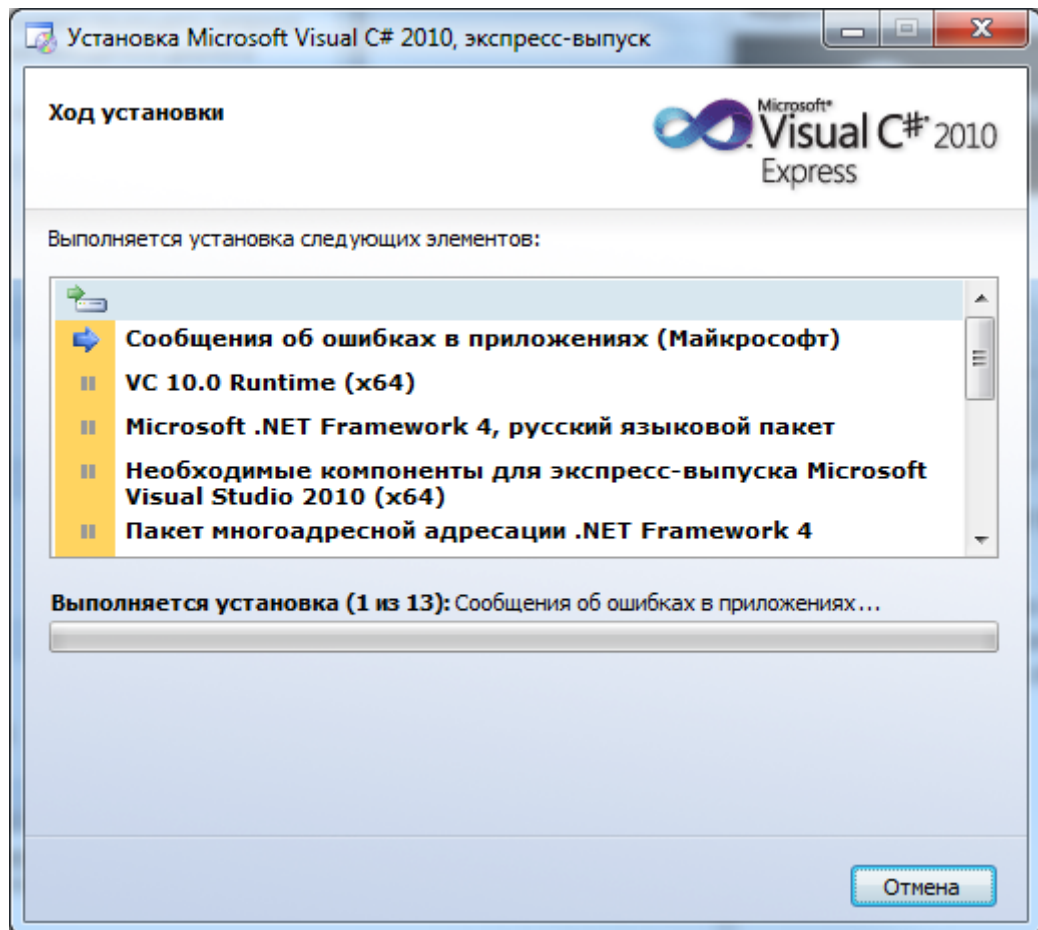 Установка Microsoft Visual C# 2010, экспресс-выпуск
Ход установки
Microsoft®
Visual C#® 2010
Express
Выполняется установка следующих элементов:
Сообщения об ошибках в приложениях (Майкрософт)
VC 10.0 Runtime (x64)
Microsoft .NET Framework 4, русский языковой пакет
Необходимые компоненты для экспресс-выпуска Microsoft
Visual Studio 2010 (x64)
Пакет многоадресной адресации .NET Framework 4
Выполняется установка (1 из 13): Сообщения об ошибках в приложениях...
Отмена